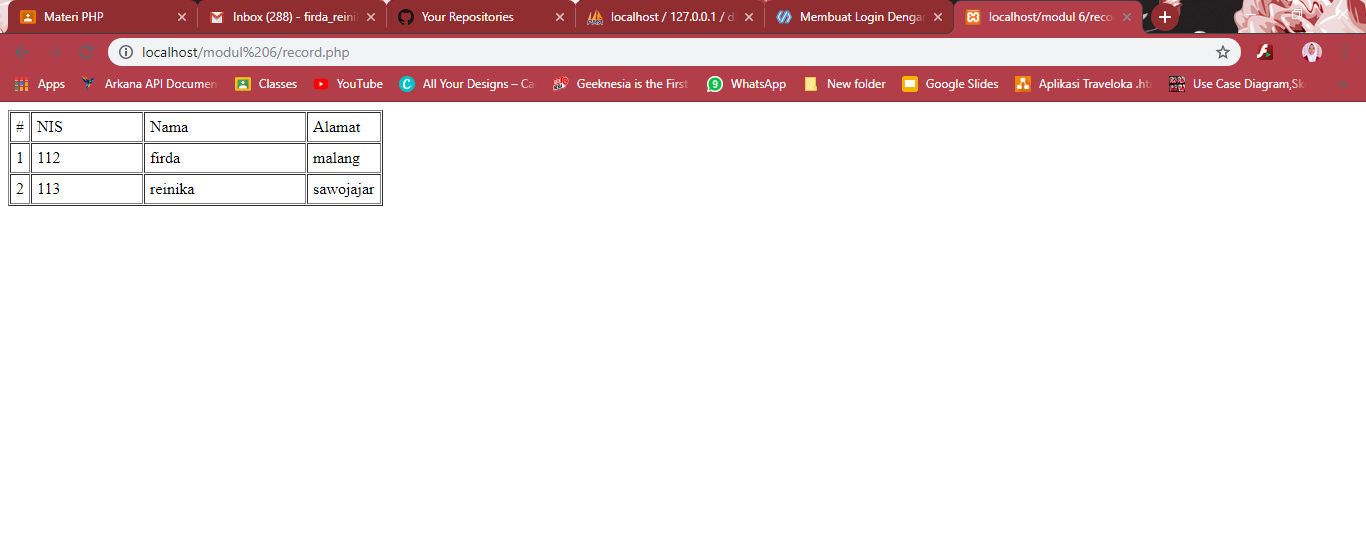 Materi PHP
Inbox (288) - firda_reini
Your Repositories
localhost / 127.0.0.1 / d
Membuat Login Denga
localhost/modul 6/reco
localhost/modul%206/record.php
Apps
Arkana API Documen
Classes
YouTube
All Your Designs – Ca
Geeknesia is the First
WhatsApp
New folder
Google Slides
Aplikasi Traveloka .ht
Use Case Diagram,Sk
# NIS Nama Alamat
1 112 firda malang
2 113 reinika sawojajar